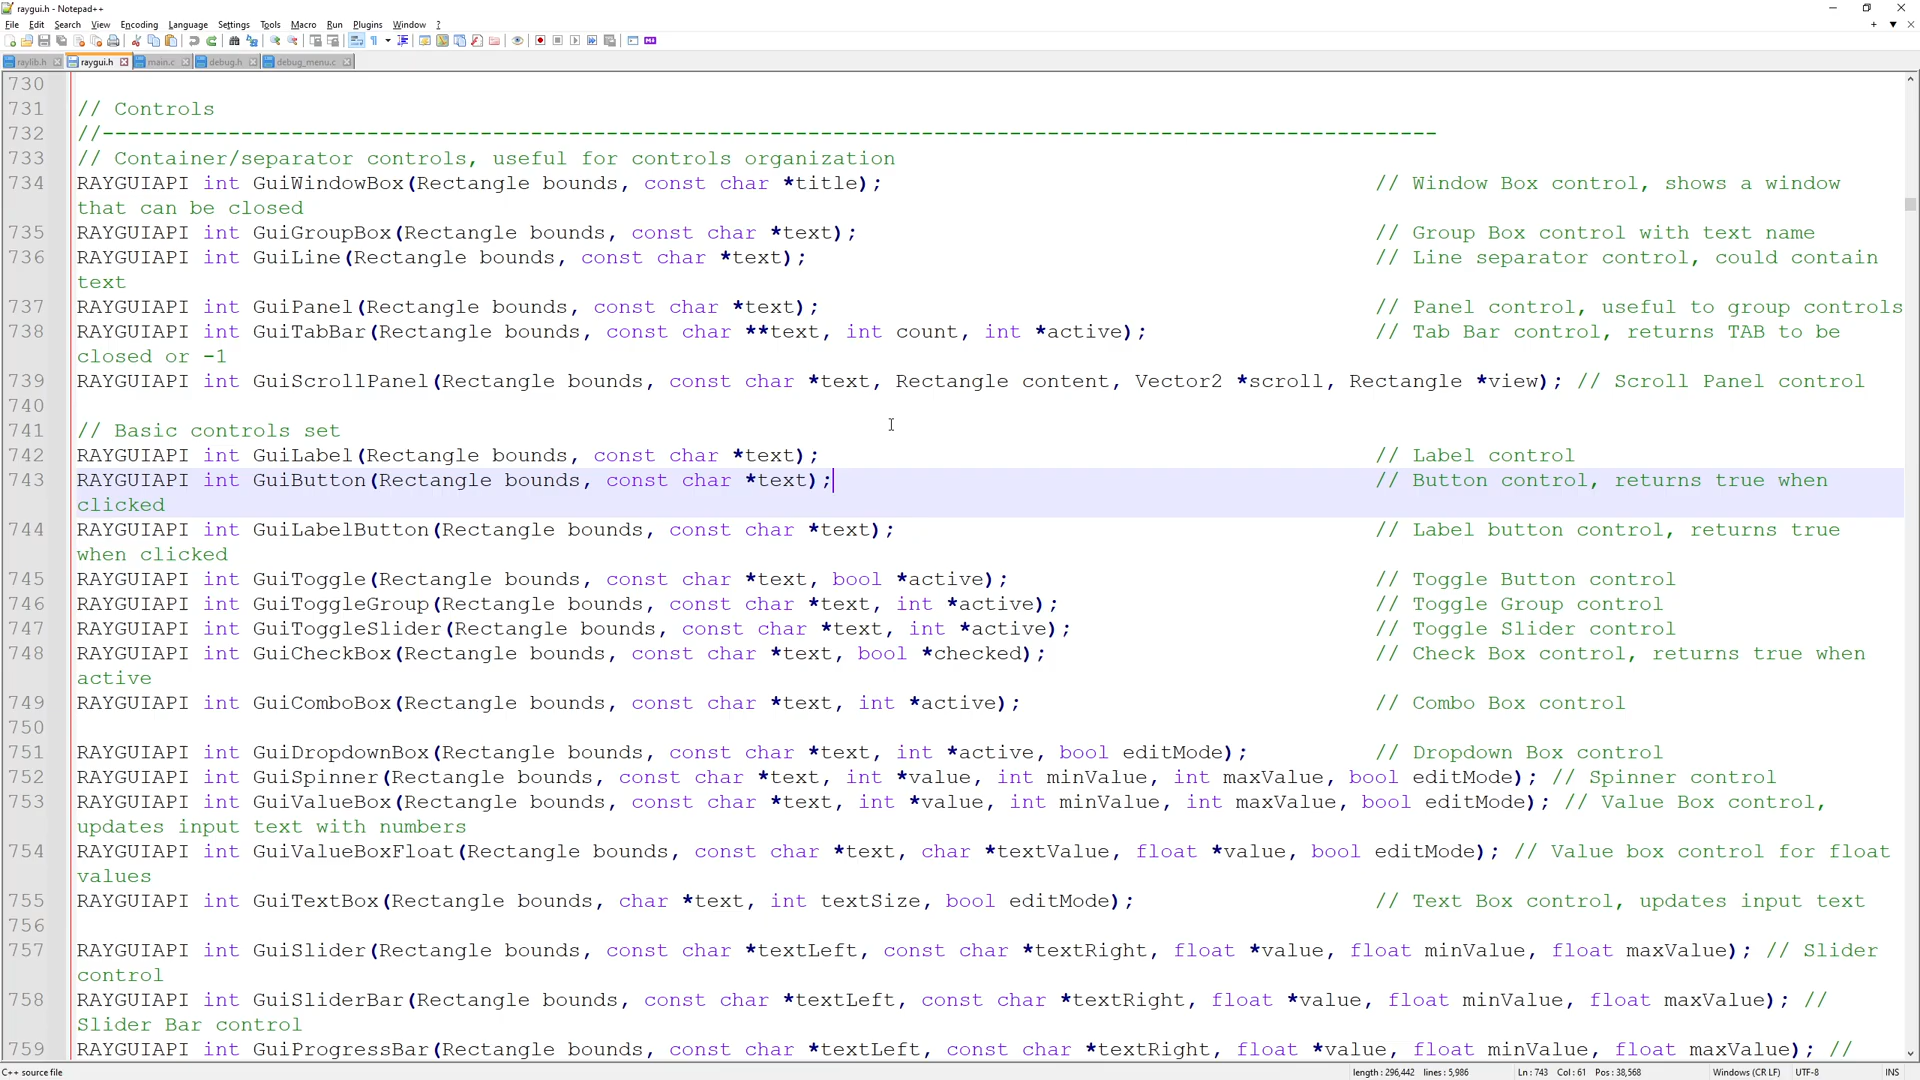 raygui.h - Notepad++
File Edit Search View Encoding Language Settings Tools Macro Run Plugins Window ?
raylib.h raygui.h main.c debug.h debug_menu.c
730
731 // Controls
732 //----------------------------------------------------------------------------------------------------------
733 // Container/separator controls, useful for controls organization
734 RAYGUIAPI int GuiWindowBox(Rectangle bounds, const char *title); // Window Box control, shows a window
that can be closed
735 RAYGUIAPI int GuiGroupBox(Rectangle bounds, const char *text); // Group Box control with text name
736 RAYGUIAPI int GuiLine(Rectangle bounds, const char *text); // Line separator control, could contain
text
737 RAYGUIAPI int GuiPanel(Rectangle bounds, const char *text); // Panel control, useful to group controls
738 RAYGUIAPI int GuiTabBar(Rectangle bounds, const char **text, int count, int *active); // Tab Bar control, returns TAB to be
closed or -1
739 RAYGUIAPI int GuiScrollPanel(Rectangle bounds, const char *text, Rectangle content, Vector2 *scroll, Rectangle *view); // Scroll Panel control
740
741 // Basic controls set
742 RAYGUIAPI int GuiLabel(Rectangle bounds, const char *text); // Label control
743 RAYGUIAPI int GuiButton(Rectangle bounds, const char *text); // Button control, returns true when
clicked
744 RAYGUIAPI int GuiLabelButton(Rectangle bounds, const char *text); // Label button control, returns true
when clicked
745 RAYGUIAPI int GuiToggle(Rectangle bounds, const char *text, bool *active); // Toggle Button control
746 RAYGUIAPI int GuiToggleGroup(Rectangle bounds, const char *text, int *active); // Toggle Group control
747 RAYGUIAPI int GuiToggleSlider(Rectangle bounds, const char *text, int *active); // Toggle Slider control
748 RAYGUIAPI int GuiCheckBox(Rectangle bounds, const char *text, bool *checked); // Check Box control, returns true when
active
749 RAYGUIAPI int GuiComboBox(Rectangle bounds, const char *text, int *active); // Combo Box control
750
751 RAYGUIAPI int GuiDropdownBox(Rectangle bounds, const char *text, int *active, bool editMode); // Dropdown Box control
752 RAYGUIAPI int GuiSpinner(Rectangle bounds, const char *text, int *value, int minValue, int maxValue, bool editMode); // Spinner control
753 RAYGUIAPI int GuiValueBox(Rectangle bounds, const char *text, int *value, int minValue, int maxValue, bool editMode); // Value Box control,
updates input text with numbers
754 RAYGUIAPI int GuiValueBoxFloat(Rectangle bounds, const char *text, char *textValue, float *value, bool editMode); // Value box control for float
values
755 RAYGUIAPI int GuiTextBox(Rectangle bounds, char *text, int textSize, bool editMode); // Text Box control, updates input text
756
757 RAYGUIAPI int GuiSlider(Rectangle bounds, const char *textLeft, const char *textRight, float *value, float minValue, float maxValue); // Slider
control
758 RAYGUIAPI int GuiSliderBar(Rectangle bounds, const char *textLeft, const char *textRight, float *value, float minValue, float maxValue); //
Slider Bar control
759 RAYGUIAPI int GuiProgressBar(Rectangle bounds, const char *textLeft, const char *textRight, float *value, float minValue, float maxValue); //
C++ source file length : 296,442 lines : 5,986 Ln : 743 Col : 61 Pos : 38,568 Windows (CR LF) UTF-8 INS